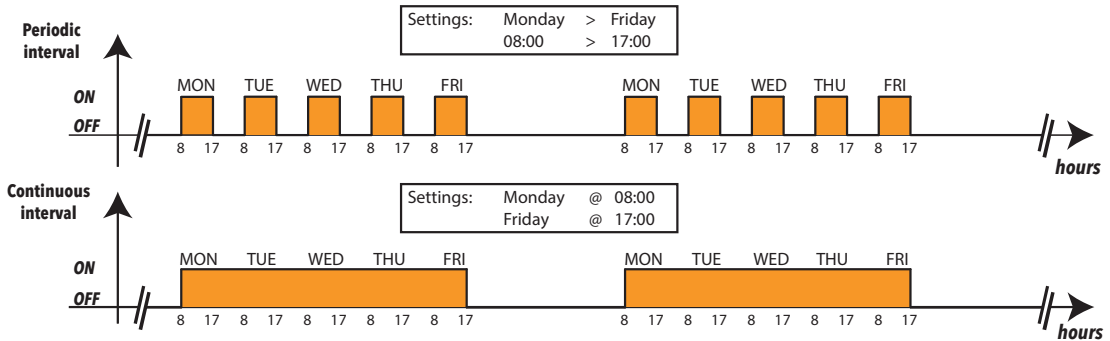 Settings: Monday > Friday
08:00 > 17:00
Periodic
interval
MON TUE WED THU FRI MON TUE WED THU FRI
ON
OFF
8 17 8 17 8 17 8 17 8 17 8 17 8 17 8 17 8 17 8 17
hours
Continuous
interval
Settings: Monday @ 08:00
Friday @ 17:00
MON TUE WED THU FRI MON TUE WED THU FRI
ON
OFF
8 17 8 17 8 17 8 17 8 17 8 17 8 17 8 17 8 17 8 17
hours